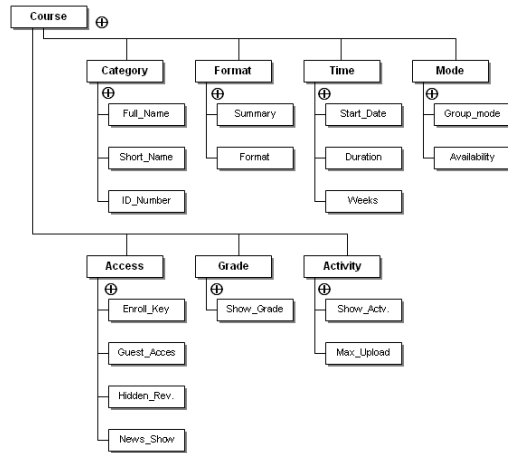 Course
Category
Format
Time
Mode
Full_Name
Summary
Start_Date
Group_mode
Short_Name
Format
Duration
Availability
ID_Number
Weeks
Access
Grade
Activity
Enroll_Key
Show_Grade
Show_Actv.
Guest_Acces
Max_Upload
Hidden_Rev.
News_Show